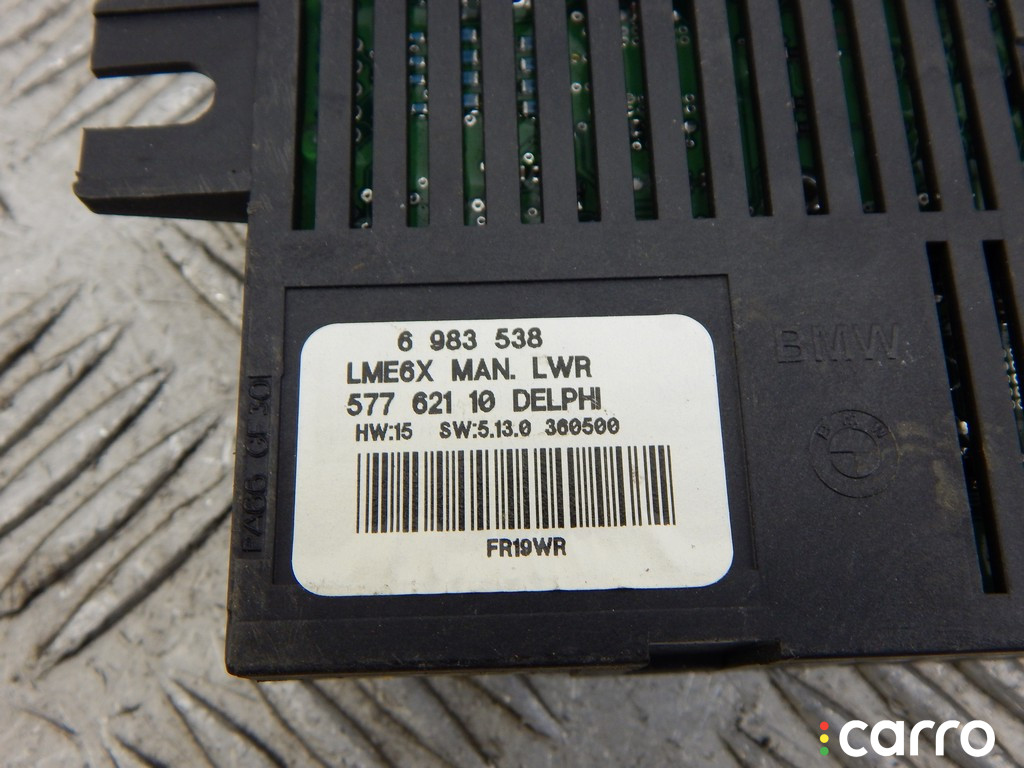 6 983 538
LME6X MAN. LWR
577 621 10 DELPHI
HW:15 SW:5.13.0 360500
FR19WR
BMW
BMW
carro